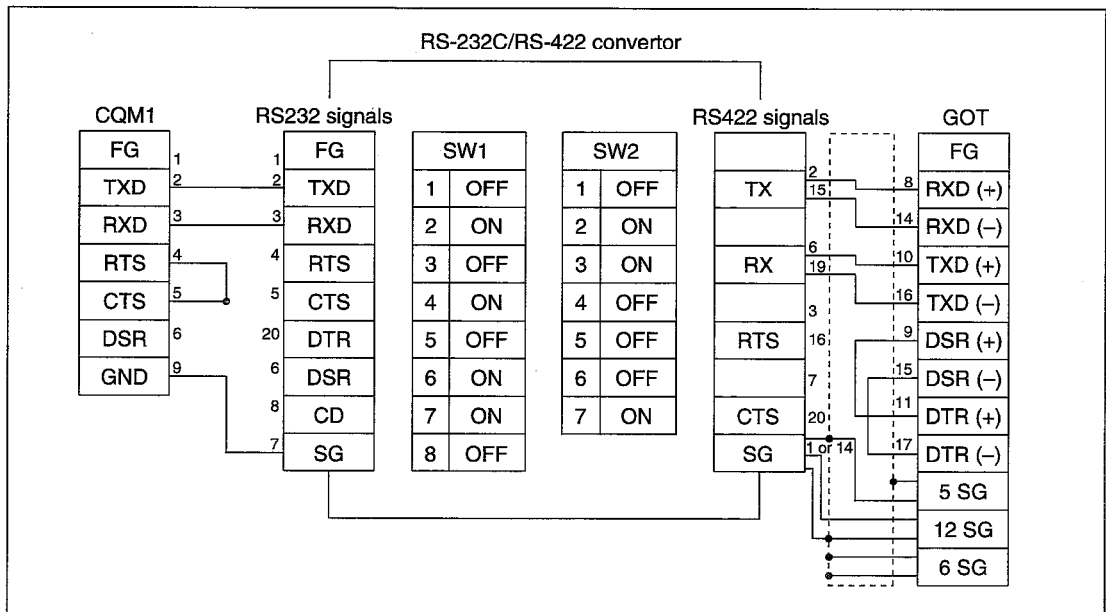 RS-232C/RS-422 convertor
CQM1
FG 1
TXD 2
RXD 3
RTS 4
CTS 5
DSR 6
GND 9
RS232 signals
1 FG
2 TXD
3 RXD
4 RTS
5 CTS
20 DTR
6 DSR
8 CD
7 SG
SW1
1 OFF
2 ON
3 OFF
4 ON
5 OFF
6 ON
7 ON
8 OFF
SW2
1 OFF
2 ON
3 ON
4 OFF
5 OFF
6 OFF
7 ON
RS422 signals
2
TX 15
6
RX 19
3
RTS 16
7
CTS 20
SG 1 or 14
GOT
FG
8 RXD (+)
14 RXD (–)
10 TXD (+)
16 TXD (–)
9 DSR (+)
15 DSR (–)
11 DTR (+)
17 DTR (–)
5 SG
12 SG
6 SG